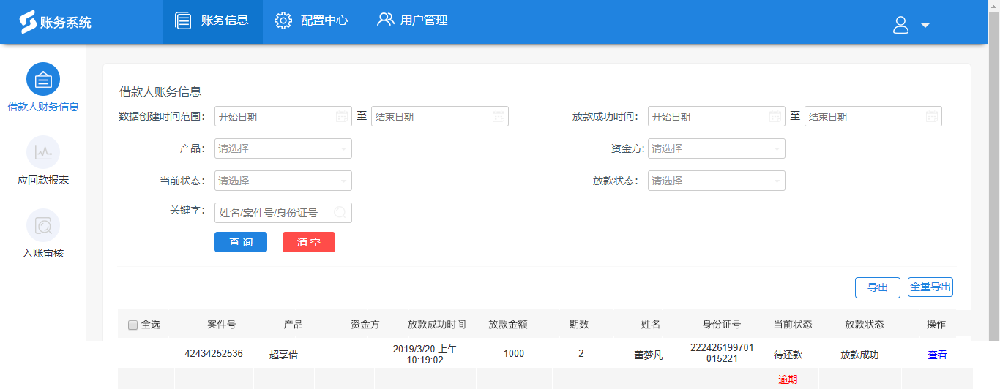 账务系统 账务信息 配置中心 用户管理
借款人财务信息
应回款报表
入账审核
借款人账务信息
数据创建时间范围： 开始日期 至 结束日期 放款成功时间： 开始日期 至 结束日期
产品： 请选择 资金方: 请选择
当前状态： 请选择 放款状态： 请选择
关键字： 姓名/案件号/身份证号
查 询 清 空
导出 全量导出
全选 案件号 产品 资金方 放款成功时间 放款金额 期数 姓名 身份证号 当前状态 放款状态 操作
42434252536 超享借 2019/3/20 上午 1000 2 董梦凡 222426199701 待还款 放款成功 查看
10:19:02 015221
逾期